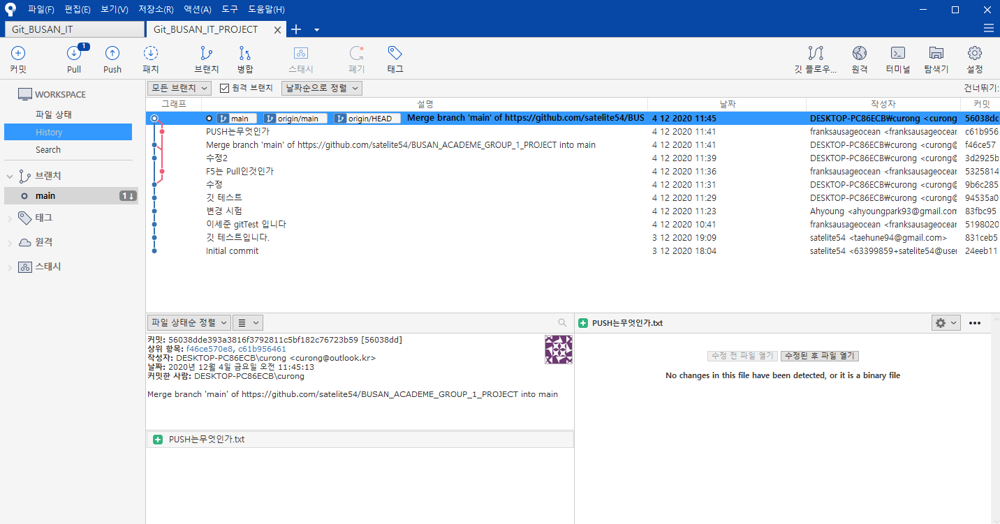 파일(F) 편집(E) 보기(V) 저장소(R) 액션(A) 도구 도움말(H)
Git_BUSAN_IT
Git_BUSAN_IT_PROJECT
커밋
1
Pull
Push
패치
브랜치
병합
스태시
폐기
태그
깃 플로우...
원격
터미널
탐색기
설정
WORKSPACE
파일 상태
History
Search
브랜치
main 1↓
태그
원격
스태시
모든 브랜치 원격 브랜치 날짜순으로 정렬 건너뛰기:
그래프 설명 날짜 작성자 커밋
main origin/main origin/HEAD Merge branch 'main' of https://github.com/satelite54/BUS 4 12 2020 11:45 DESKTOP-PC86ECB₩curong <curong 56038dc
PUSH는무엇인가 4 12 2020 11:41 franksausageocean <franksausageocean c61b956
Merge branch 'main' of https://github.com/satelite54/BUSAN_ACADEME_GROUP_1_PROJECT into main 4 12 2020 11:41 DESKTOP-PC86ECB₩curong <curong@ f46ce57
수정2 4 12 2020 11:39 DESKTOP-PC86ECB₩curong <curong@ 3d2925b
F5는 Pull인것인가 4 12 2020 11:36 franksausageocean <franksausageocean 5325814
수정 4 12 2020 11:31 DESKTOP-PC86ECB₩curong <curong@ 9b6c285
깃 테스트 4 12 2020 11:29 DESKTOP-PC86ECB₩curong <curong@ 94535a0
변경 시험 4 12 2020 11:23 Ahyoung <ahyoungpark93@gmail.com 83fbc95
이세준 gitTest 입니다 4 12 2020 10:41 franksausageocean <franksausageocean 5198020
깃 테스트입니다. 3 12 2020 19:09 satelite54 <taehune94@gmail.com> 831ceb5
Initial commit 3 12 2020 18:04 satelite54 <63399859+satelite54@user 24eeb11
파일 상태순 정렬
커밋: 56038dde393a3816f3792811c5bf182c76723b59 [56038dd]
상위 항목: f46ce570e8, c61b956461
작성자: DESKTOP-PC86ECB\curong <curong@outlook.kr>
날짜: 2020년 12월 4일 금요일 오전 11:45:13
커밋한 사람: DESKTOP-PC86ECB\curong
Merge branch 'main' of https://github.com/satelite54/BUSAN_ACADEME_GROUP_1_PROJECT into main
PUSH는무엇인가.txt
PUSH는무엇인가.txt
수정 전 파일 열기 수정된 후 파일 열기
No changes in this file have been detected, or it is a binary file